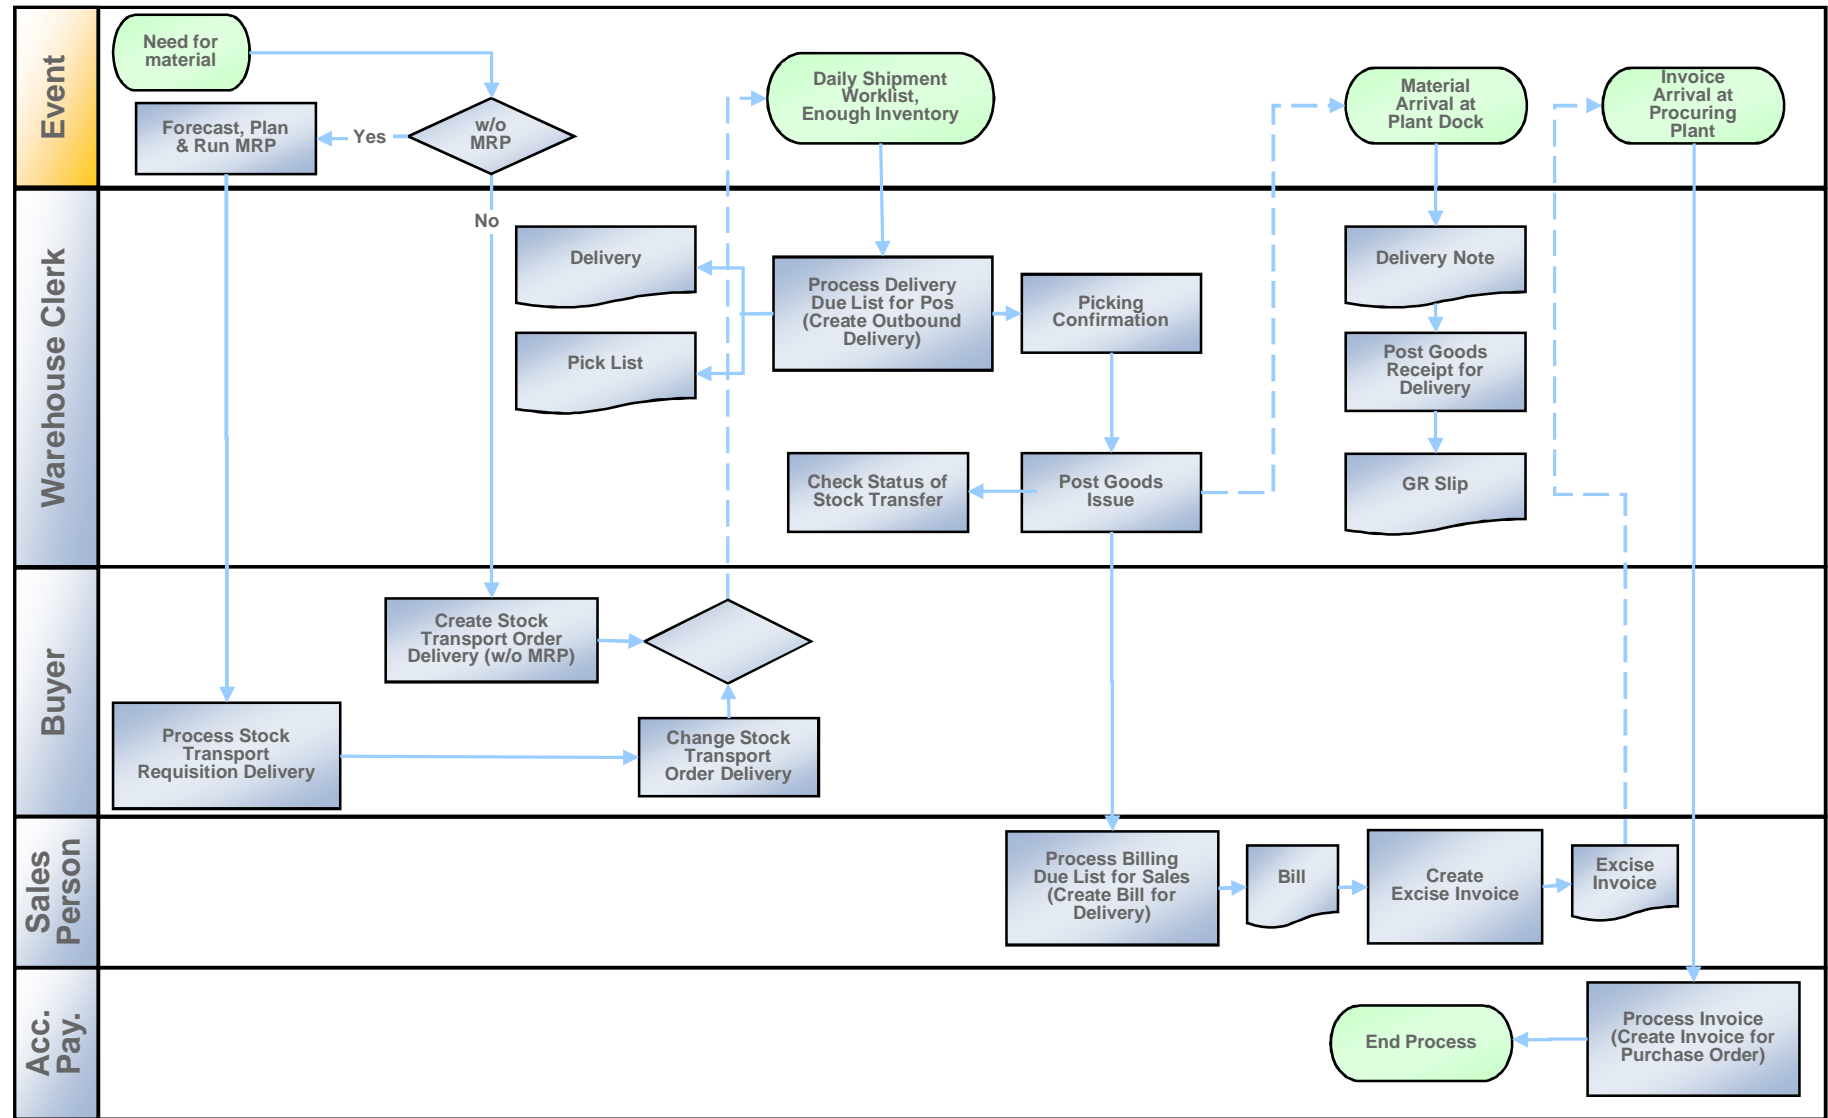 Event
Need for
material
Forecast, Plan
& Run MRP
Yes
w/o
MRP
Daily Shipment
Worklist,
Enough Inventory
Material
Arrival at
Plant Dock
Invoice
Arrival at
Procuring
Plant
Warehouse Clerk
No
Delivery
Pick List
Process Delivery
Due List for Pos
(Create Outbound
Delivery)
Picking
Confirmation
Check Status of
Stock Transfer
Post Goods
Issue
Delivery Note
Post Goods
Receipt for
Delivery
GR Slip
Buyer
Create Stock
Transport Order
Delivery (w/o MRP)
Process Stock
Transport
Requisition Delivery
Change Stock
Transport
Order Delivery
Sales
Person
Process Billing
Due List for Sales
(Create Bill for
Delivery)
Bill
Create
Excise Invoice
Excise
Invoice
Acc.
Pay.
End Process
Process Invoice
(Create Invoice for
Purchase Order)